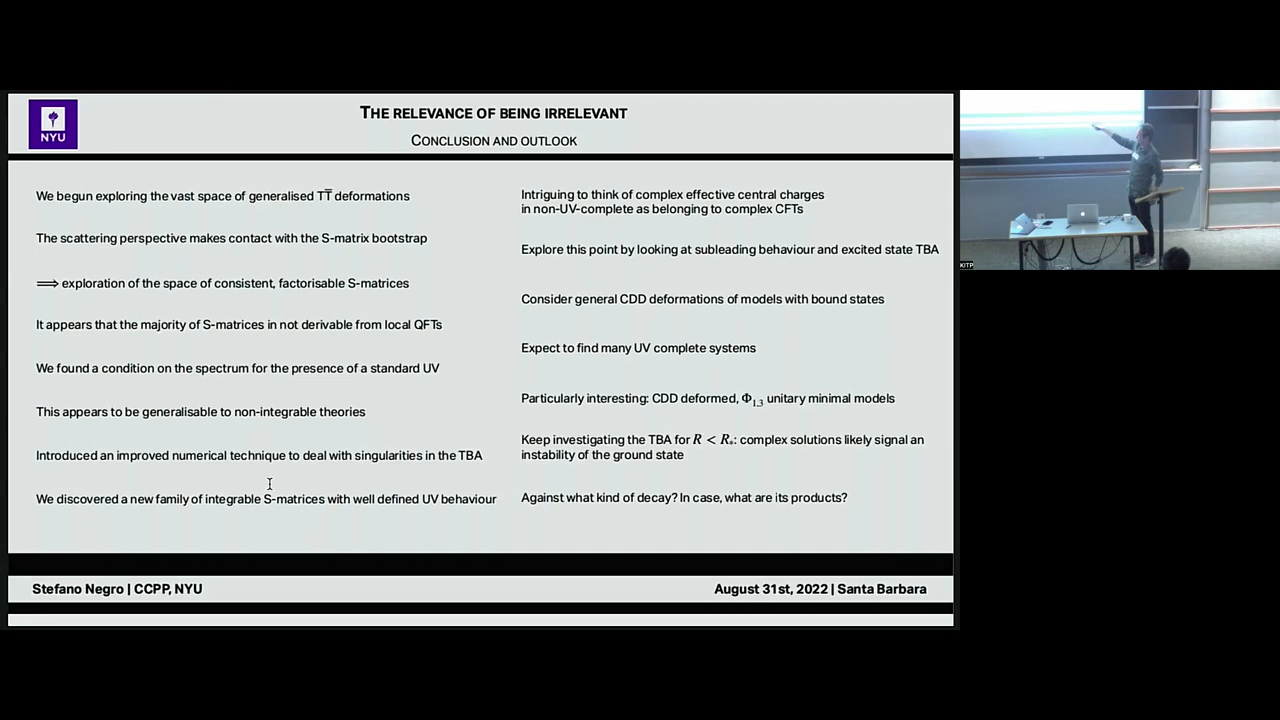 NYU
THE RELEVANCE OF BEING IRRELEVANT
CONCLUSION AND OUTLOOK
We begun exploring the vast space of generalised TT̅ deformations
The scattering perspective makes contact with the S-matrix bootstrap
⟹ exploration of the space of consistent, factorisable S-matrices
It appears that the majority of S-matrices in not derivable from local QFTs
We found a condition on the spectrum for the presence of a standard UV
This appears to be generalisable to non-integrable theories
Introduced an improved numerical technique to deal with singularities in the TBA
We discovered a new family of integrable S-matrices with well defined UV behaviour
Intriguing to think of complex effective central charges
in non-UV-complete as belonging to complex CFTs
Explore this point by looking at subleading behaviour and excited state TBA
Consider general CDD deformations of models with bound states
Expect to find many UV complete systems
Particularly interesting: CDD deformed, Φ₁,₃ unitary minimal models
Keep investigating the TBA for R < R*: complex solutions likely signal an
instability of the ground state
Against what kind of decay? In case, what are its products?
Stefano Negro | CCPP, NYU
August 31st, 2022 | Santa Barbara
KITP